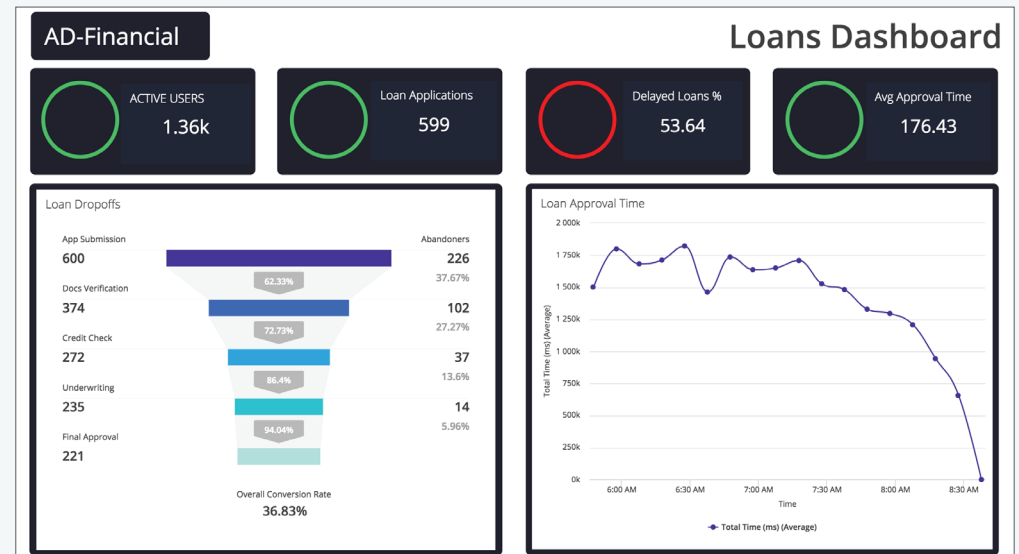 AD-Financial
Loans Dashboard
ACTIVE USERS
1.36k
Loan Applications
599
Delayed Loans %
53.64
Avg Approval Time
176.43
Loan Dropoffs
App Submission
Abandoners
600
226
62.33%
37.67%
Docs Verification
374
102
72.73%
27.27%
Credit Check
272
37
86.4%
13.6%
Underwriting
235
14
94.04%
5.96%
Final Approval
221
Overall Conversion Rate
36.83%
Loan Approval Time
Total Time (ms) (Average)
2 000k
1 750k
1 500k
1 250k
1 000k
750k
500k
250k
0k
6:00 AM 6:30 AM 7:00 AM 7:30 AM 8:00 AM 8:30 AM
Time
Total Time (ms) (Average)